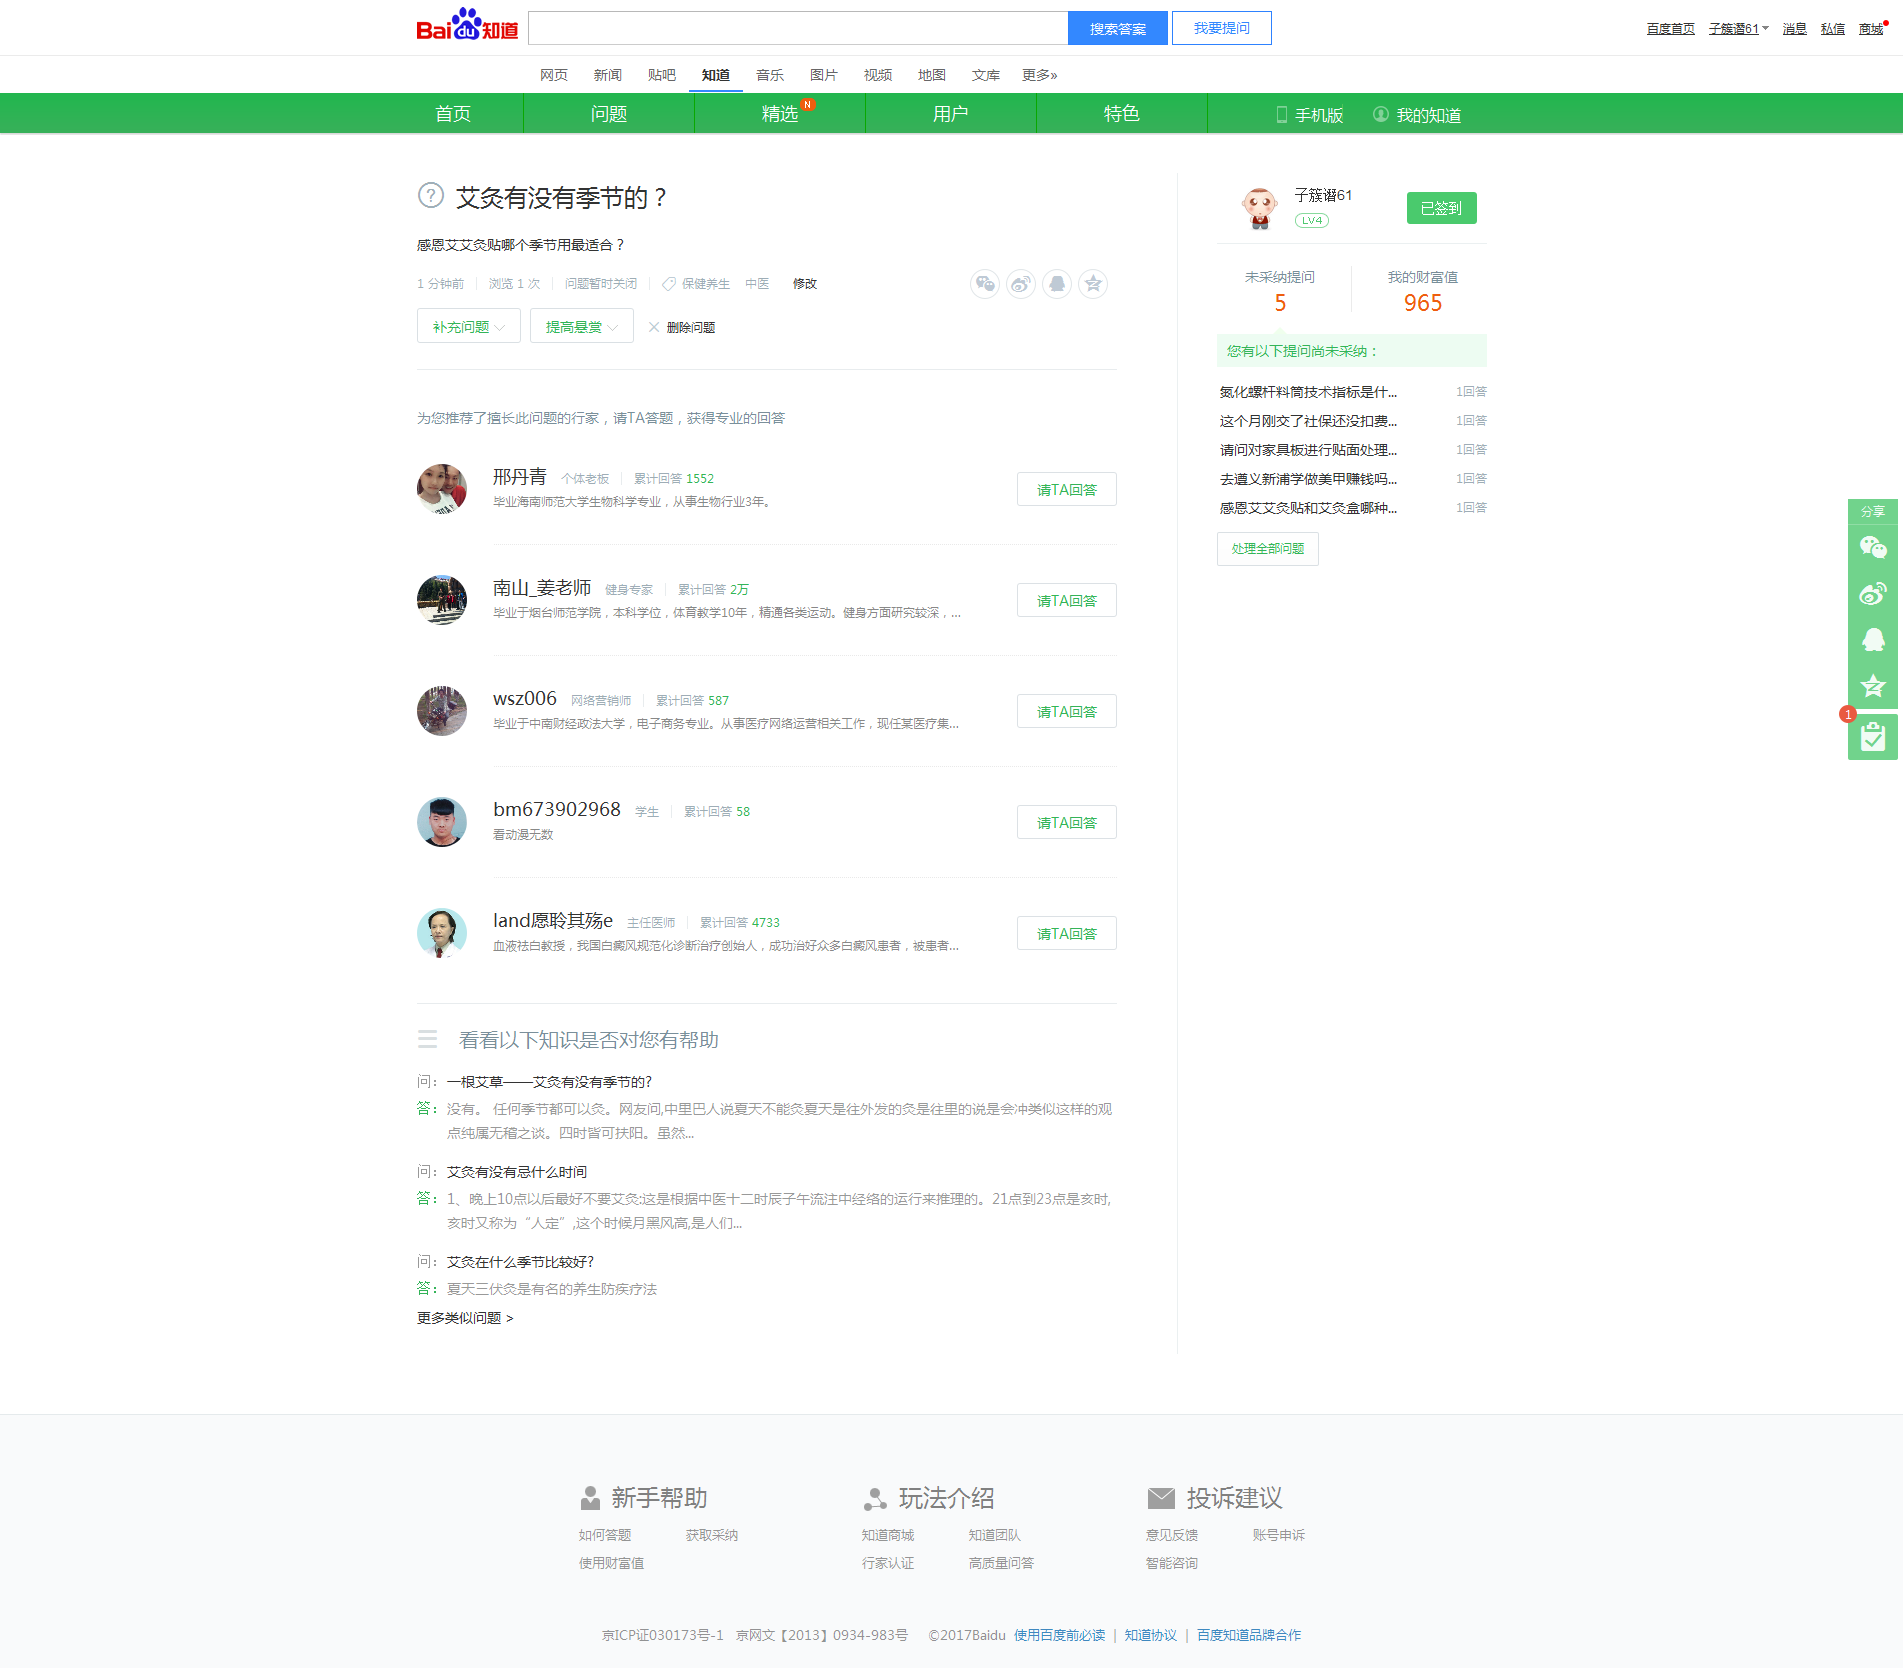 Bai du 知道
搜索答案
我要提问
百度首页
子簇谮61
消息
私信
商城
网页
新闻
贴吧
知道
音乐
图片
视频
地图
文库
更多»
首页
问题
精选
N
用户
特色
手机版
我的知道
? 艾灸有没有季节的？
感恩艾艾灸贴哪个季节用最适合？
1 分钟前
浏览 1 次
问题暂时关闭
保健养生
中医
修改
补充问题
提高悬赏
删除问题
为您推荐了擅长此问题的行家，请TA答题，获得专业的回答
邢丹青 个体老板 累计回答 1552
毕业海南师范大学生物科学专业，从事生物行业3年。
请TA回答
南山_姜老师 健身专家 累计回答 2万
毕业于烟台师范学院，本科学位，体育教学10年，精通各类运动。健身方面研究较深，...
请TA回答
wsz006 网络营销师 累计回答 587
毕业于中南财经政法大学，电子商务专业。从事医疗网络运营相关工作，现任某医疗集...
请TA回答
bm673902968 学生 累计回答 58
看动漫无数
请TA回答
land愿聆其殇e 主任医师 累计回答 4733
血液祛白教授，我国白癜风规范化诊断治疗创始人，成功治好众多白癜风患者，被患者...
请TA回答
看看以下知识是否对您有帮助
问： 一根艾草——艾灸有没有季节的?
答： 没有。 任何季节都可以灸。网友问,中里巴人说夏天不能灸夏天是往外发的灸是往里的说是会冲类似这样的观
点纯属无稽之谈。四时皆可扶阳。虽然...
问： 艾灸有没有忌什么时间
答： 1、晚上10点以后最好不要艾灸:这是根据中医十二时辰子午流注中经络的运行来推理的。21点到23点是亥时,
亥时又称为“人定”,这个时候月黑风高,是人们...
问： 艾灸在什么季节比较好?
答： 夏天三伏灸是有名的养生防疾疗法
更多类似问题 >
子簇谮61
LV4
已签到
未采纳提问
5
我的财富值
965
您有以下提问尚未采纳：
氮化螺杆料筒技术指标是什... 1回答
这个月刚交了社保还没扣费... 1回答
请问对家具板进行贴面处理... 1回答
去遵义新浦学做美甲赚钱吗... 1回答
感恩艾艾灸贴和艾灸盒哪种... 1回答
处理全部问题
分享
1
新手帮助
如何答题 获取采纳
使用财富值
玩法介绍
知道商城 知道团队
行家认证 高质量问答
投诉建议
意见反馈 账号申诉
智能咨询
京ICP证030173号-1 京网文【2013】0934-983号 ©2017Baidu 使用百度前必读 | 知道协议 | 百度知道品牌合作